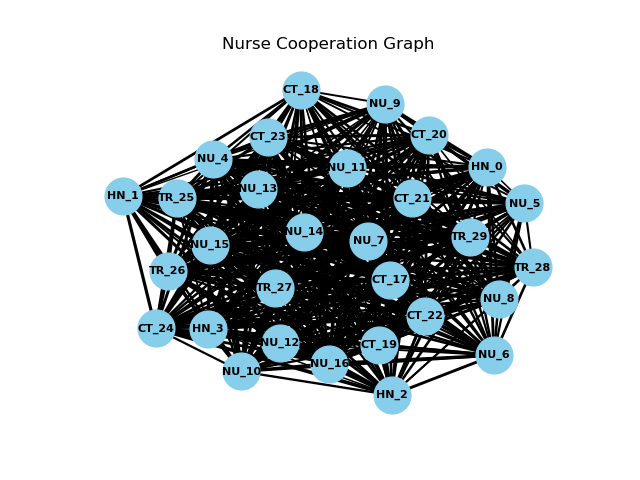 Nurse Cooperation Graph
CT_18
NU_9
CT_20
CT_23
NU_4
NU_11
HN_0
NU_13
HN_1
TR_25
CT_21
NU_5
NU_14
TR_29
NU_7
NU_15
TR_28
TR_26
CT_17
TR_27
NU_8
CT_22
CT_24
HN_3
NU_12
CT_19
NU_6
NU_16
NU_10
HN_2